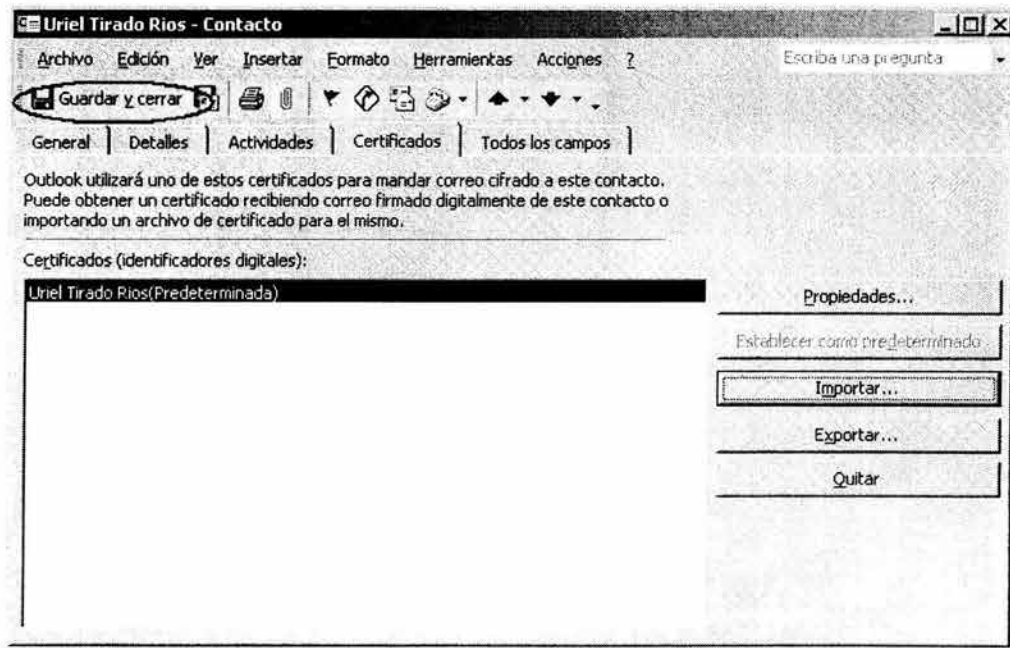 Uriel Tirado Rios - Contacto
Archivo Edición Ver Insertar Formato Herramientas Acciones ? Escriba una pregunta
Guardar y cerrar
General Detalles Actividades Certificados Todos los campos
Outlook utilizará uno de estos certificados para mandar correo cifrado a este contacto.
Puede obtener un certificado recibiendo correo firmado digitalmente de este contacto o
importando un archivo de certificado para el mismo.
Certificados (identificadores digitales):
Uriel Tirado Rios(Predeterminada)
Propiedades...
Establecer como predeterminado
Importar...
Exportar...
Quitar